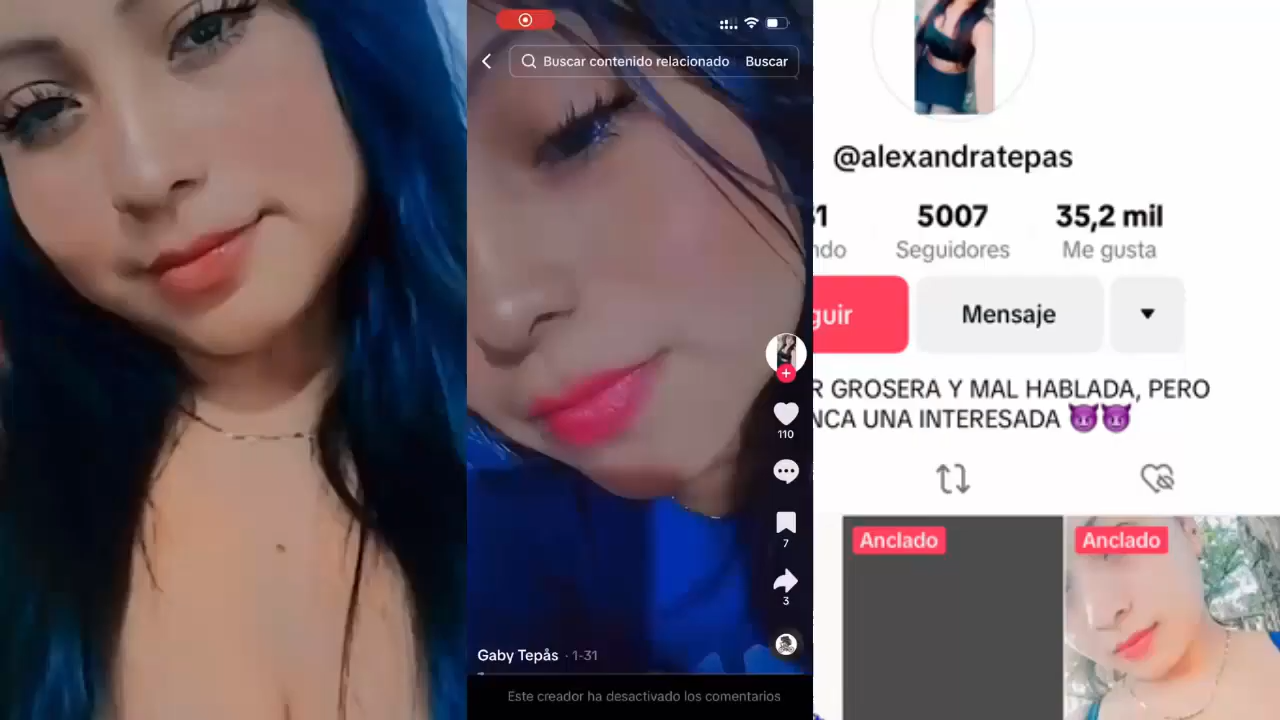 Buscar contenido relacionado Buscar
110
7
3
Gaby Tepås · 1-31
Este creador ha desactivado los comentarios
@alexandratepas
5007
35,2 mil
Seguidores
Me gusta
Mensaje
GROSERA Y MAL HABLADA, PERO
UNA INTERESADA 😈😈
Anclado
Anclado